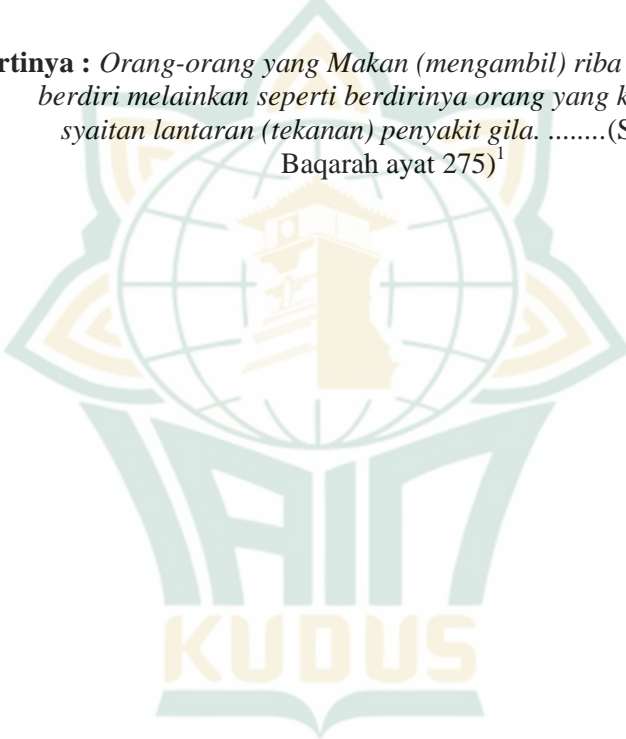 rtinya : Orang-orang yang Makan (mengambil) riba
berdiri melainkan seperti berdirinya orang yang k
syaitan lantaran (tekanan) penyakit gila. ........(S
Baqarah ayat 275)1
IAIN
KUDUS